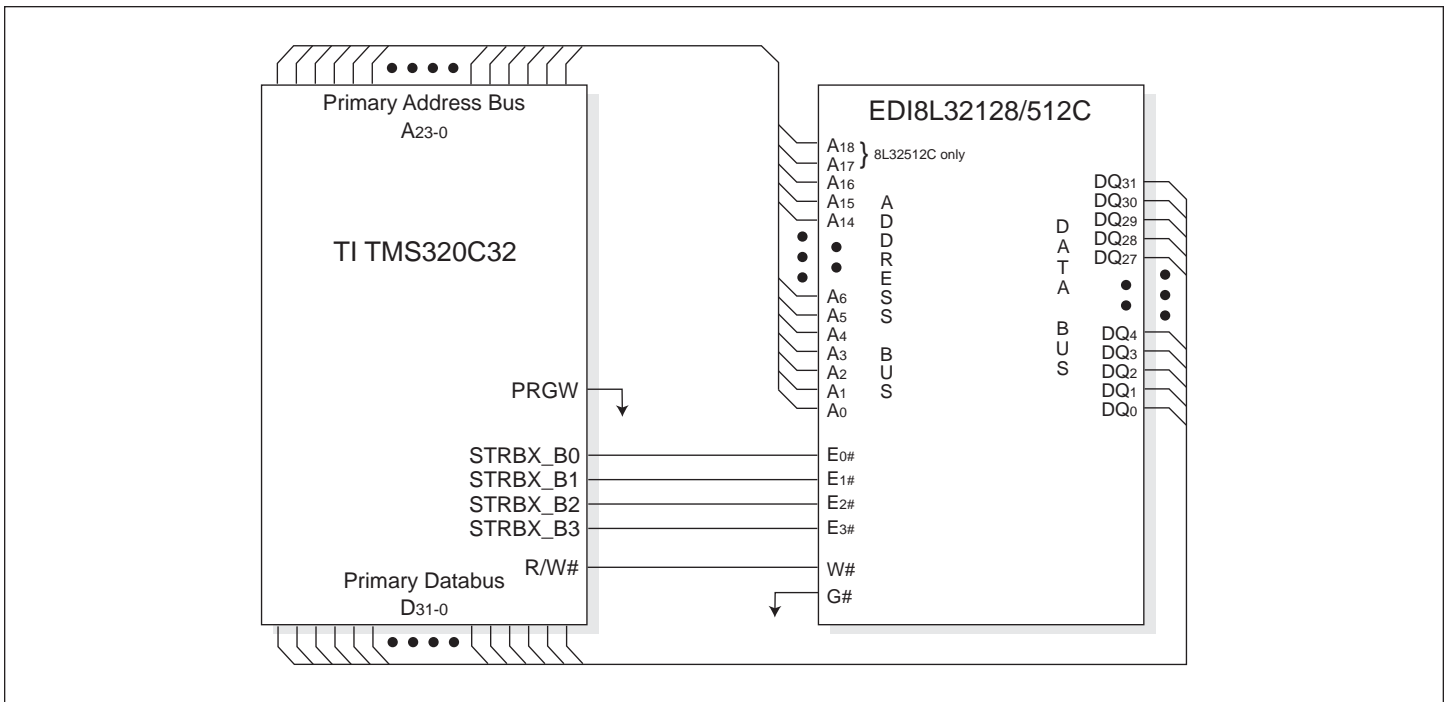 Primary Address Bus
A23-0
TI TMS320C32
PRGW
STRBX_B0
STRBX_B1
STRBX_B2
STRBX_B3
R/W#
Primary Databus
D31-0
EDI8L32128/512C
A18
A17
} 8L32512C only
A16
A15
A14
A6
A5
A4
A3
A2
A1
A0
ADDRESS BUS
E0#
E1#
E2#
E3#
W#
G#
DATA BUS
DQ31
DQ30
DQ29
DQ28
DQ27
DQ4
DQ3
DQ2
DQ1
DQ0